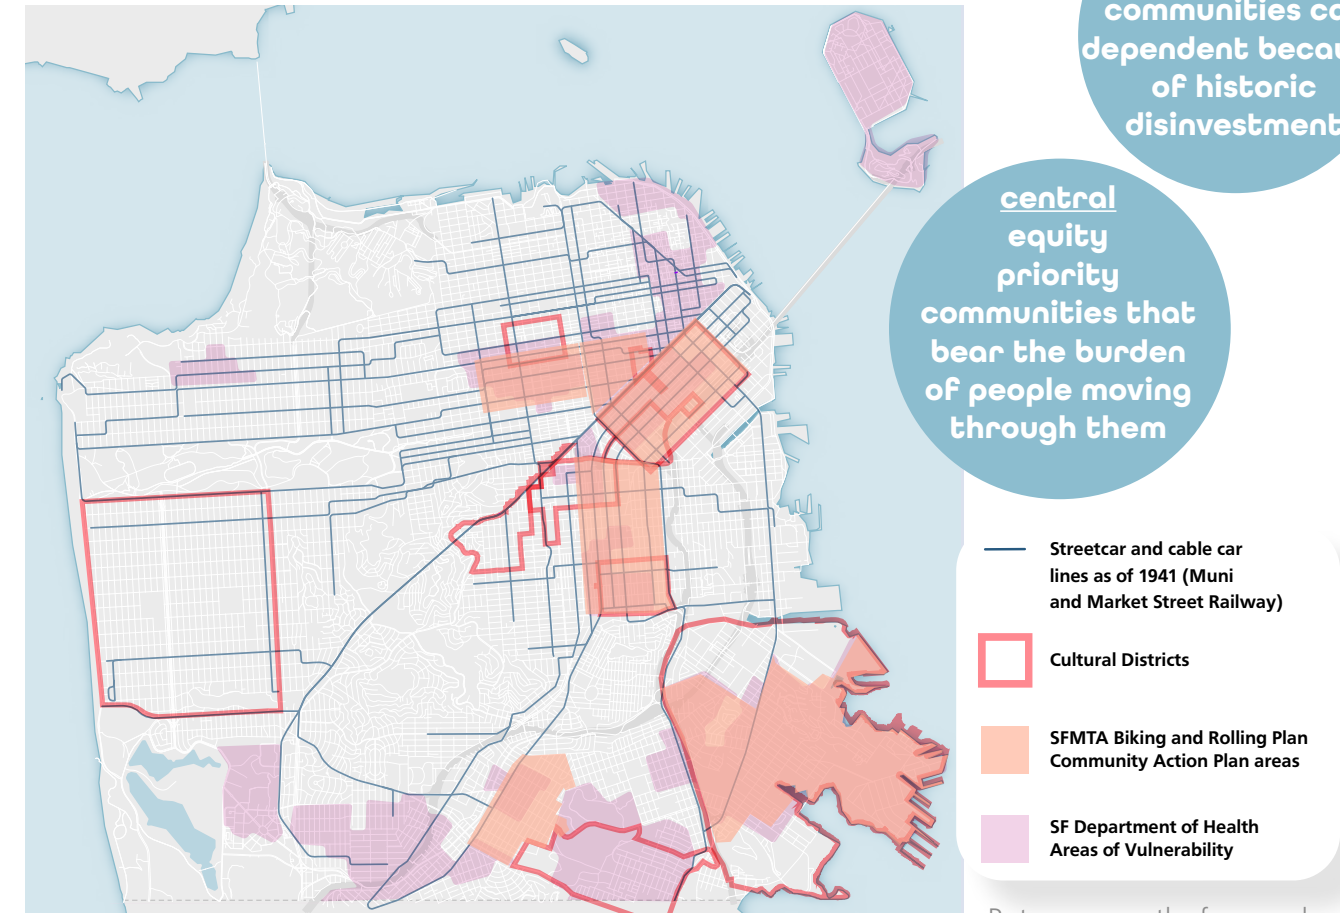 communities
dependent
of historic
disinvestment
central
equity
priority
communities that
bear the burden
of people moving
through them
Streetcar and cable car
lines as of 1941 (Muni
and Market Street Railway)
Cultural Districts
SFMTA Biking and Rolling Plan
Community Action Plan areas
SF Department of Health
Areas of Vulnerability